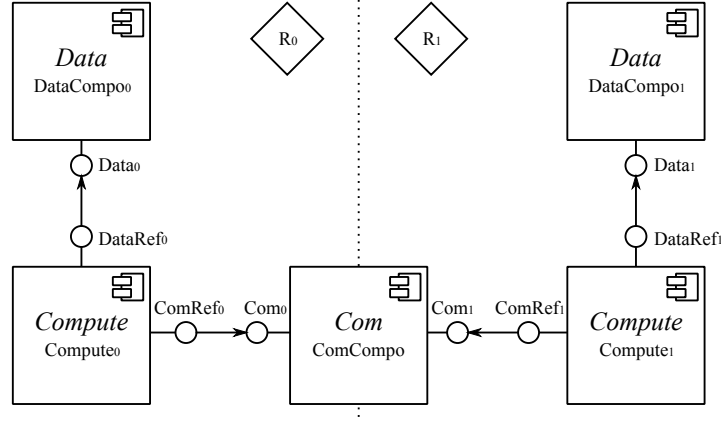 R₀
R₁
Data
DataCompo₀
Data
DataCompo₁
Data₀
Data₁
DataRef₀
DataRef₁
ComRef₀
Com₀
Com₁
ComRef₁
Compute
Compute₀
Com
ComCompo
Compute
Compute₁